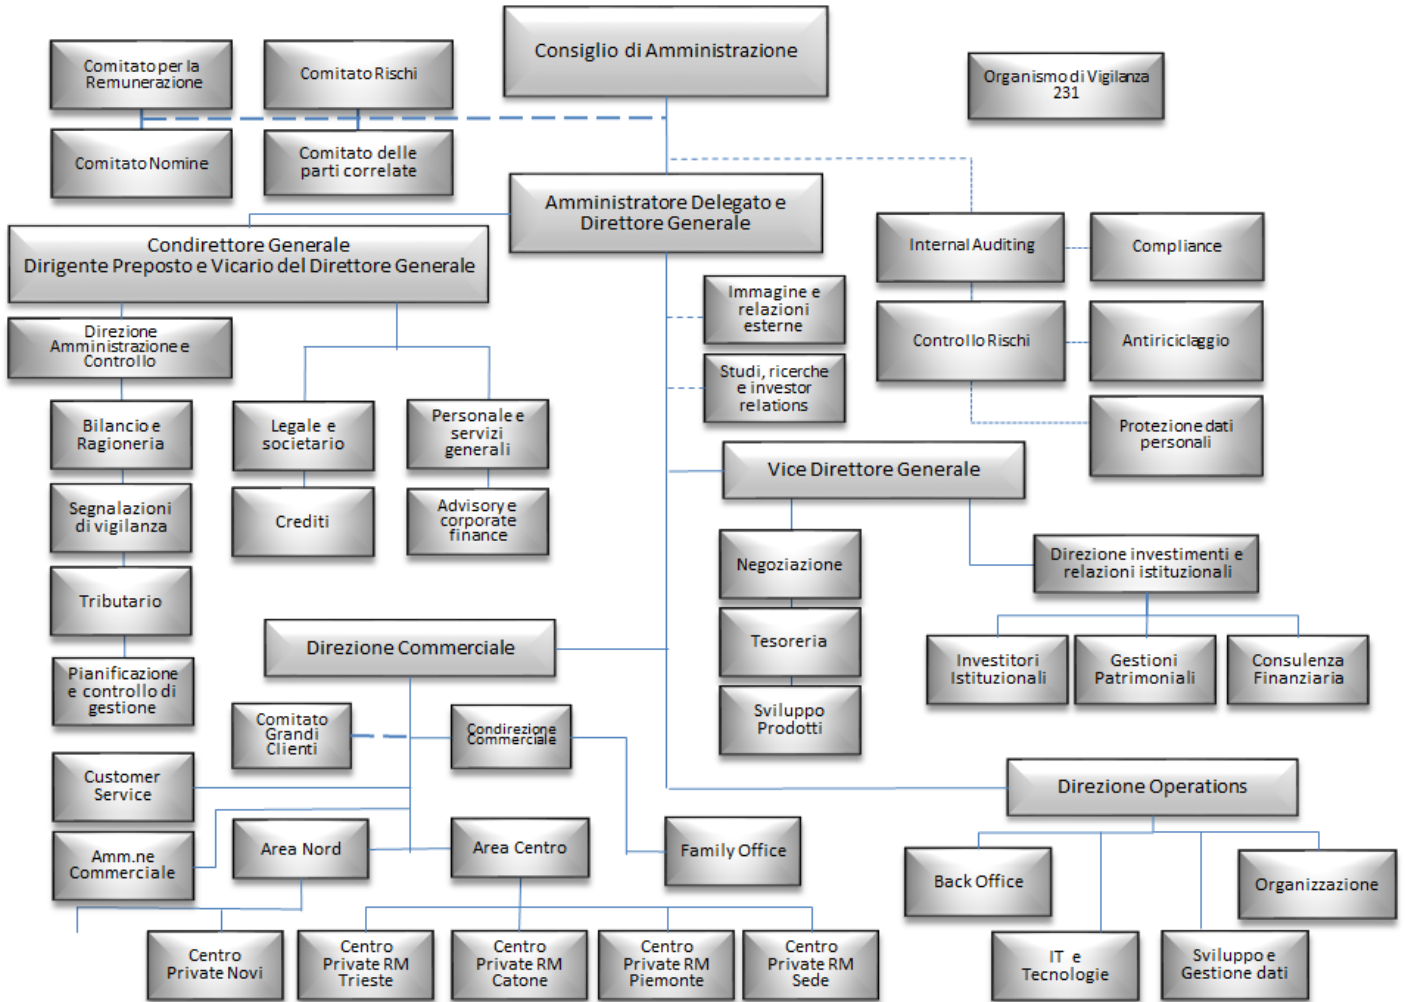 Consiglio di Amministrazione
Comitato per la
Remunerazione
Comitato Rischi
Organismo di Vigilanza
231
Comitato Nomine
Comitato delle
parti correlate
Amministratore Delegato e
Direttore Generale
Condirettore Generale
Dirigente Preposto e Vicario del Direttore Generale
Internal Auditing
Compliance
Immagine e
relazioni
esterne
Direzione
Amministrazione e
Controllo
Controllo Rischi
Antiriciclaggio
Studi, ricerche
e investor
relations
Bilancio e
Ragioneria
Legale e
societario
Personale e
servizi
generali
Protezione dati
personali
Vice Direttore Generale
Segnalazioni
di vigilanza
Crediti
Advisory e
corporate
finance
Negoziazione
Direzione investimenti e
relazioni istituzionali
Tributario
Tesoreria
Direzione Commerciale
Investitori
Istituzionali
Gestioni
Patrimoniali
Consulenza
Finanziaria
Pianificazione
e controllo di
gestione
Sviluppo
Prodotti
Comitato
Grandi
Clienti
Condirezione
Commerciale
Customer
Service
Direzione Operations
Amm.ne
Commerciale
Area Nord
Area Centro
Family Office
Back Office
Organizzazione
Centro
Private Novi
Centro
Private RM
Trieste
Centro
Private RM
Catone
Centro
Private RM
Piemonte
Centro
Private RM
Sede
IT e
Tecnologie
Sviluppo e
Gestione dati